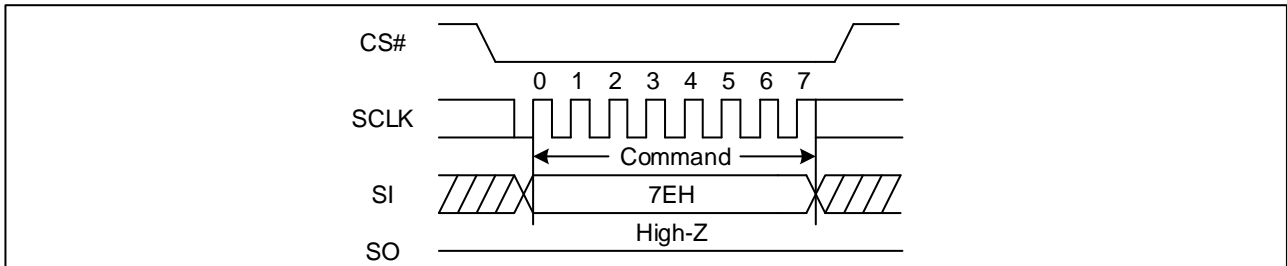 CS#
0 1 2 3 4 5 6 7
SCLK
Command
SI
7EH
High-Z
SO